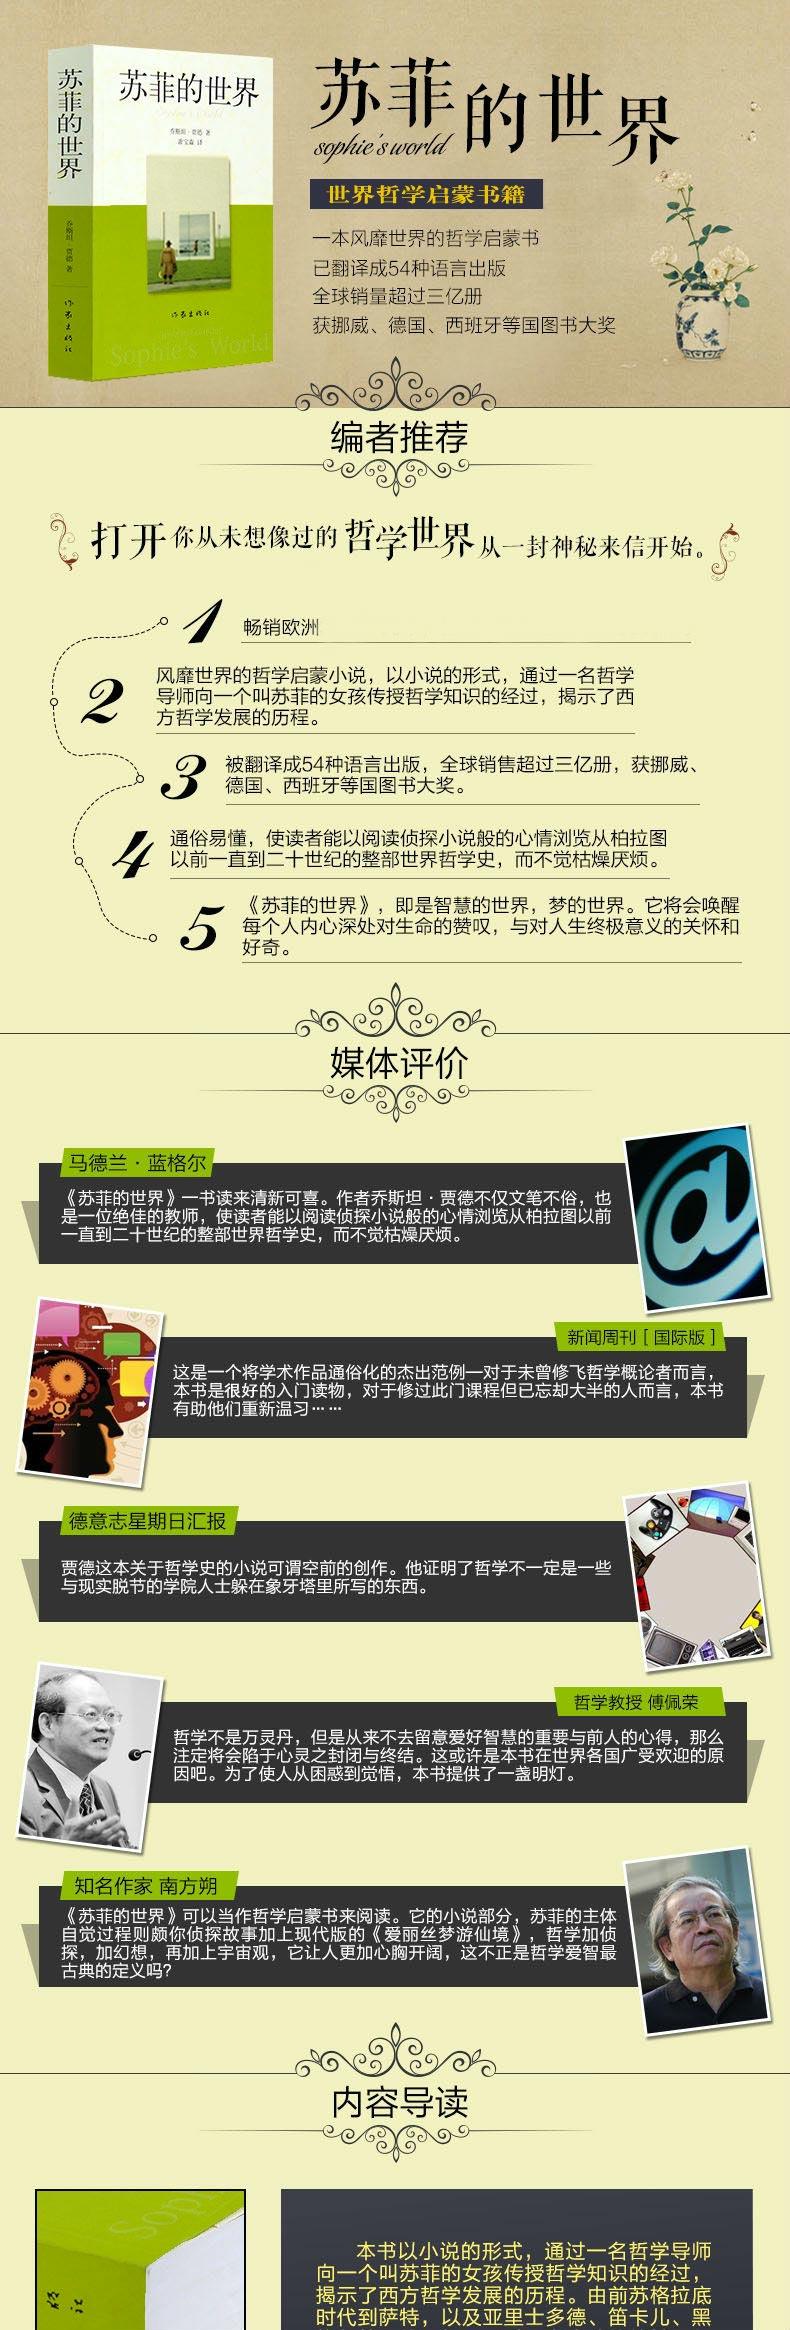 苏菲的世界
乔斯坦·贾德 著
作家出版社
苏菲的世界
乔斯坦·贾德 著
萧宝森 译
作家出版社
Sophie's World
苏菲的世界
sophie's world
世界哲学启蒙书籍
一本风靡世界的哲学启蒙书
已翻译成54种语言出版
全球销量超过三亿册
获挪威、德国、西班牙等国图书大奖
编者推荐
打开你从未想像过的哲学世界从一封神秘来信开始。
1
畅销欧洲
2
风靡世界的哲学启蒙小说，以小说的形式，通过一名哲学
导师向一个叫苏菲的女孩传授哲学知识的经过，揭示了西
方哲学发展的历程。
3
被翻译成54种语言出版，全球销售超过三亿册，获挪威、
德国、西班牙等国图书大奖。
4
通俗易懂，使读者能以阅读侦探小说般的心情浏览从柏拉图
以前一直到二十世纪的整部世界哲学史，而不觉枯燥厌烦。
5
《苏菲的世界》，即是智慧的世界，梦的世界。它将会唤醒
每个人内心深处对生命的赞叹，与对人生终极意义的关怀和
好奇。
媒体评价
马德兰·蓝格尔
《苏菲的世界》一书读来清新可喜。作者乔斯坦·贾德不仅文笔不俗，也
是一位绝佳的教师，使读者能以阅读侦探小说般的心情浏览从柏拉图以前
一直到二十世纪的整部世界哲学史，而不觉枯燥厌烦。
@
新闻周刊 [ 国际版 ]
这是一个将学术作品通俗化的杰出范例—对于未曾修飞哲学概论者而言，
本书是很好的入门读物，对于修过此门课程但已忘却大半的人而言，本书
有助他们重新温习……
德意志星期日汇报
贾德这本关于哲学史的小说可谓空前的创作。他证明了哲学不一定是一些
与现实脱节的学院人士躲在象牙塔里所写的东西。
哲学教授 傅佩荣
哲学不是万灵丹，但是从来不去留意爱好智慧的重要与前人的心得，那么
注定将会陷于心灵之封闭与终结。这或许是本书在世界各国广受欢迎的原
因吧。为了使人从困惑到觉悟，本书提供了一盏明灯。
知名作家 南方朔
《苏菲的世界》可以当作哲学启蒙书来阅读。它的小说部分，苏菲的主体
自觉过程则颇你侦探故事加上现代版的《爱丽丝梦游仙境》，哲学加侦
探，加幻想，再加上宇宙观，它让人更加心胸开阔，这不正是哲学爱智最
古典的定义吗？
内容导读
Soph
本书以小说的形式，通过一名哲学导师
向一个叫苏菲的女孩传授哲学知识的经过，
揭示了西方哲学发展的历程。由前苏格拉底
时代到萨特，以及亚里士多德、笛卡儿、黑